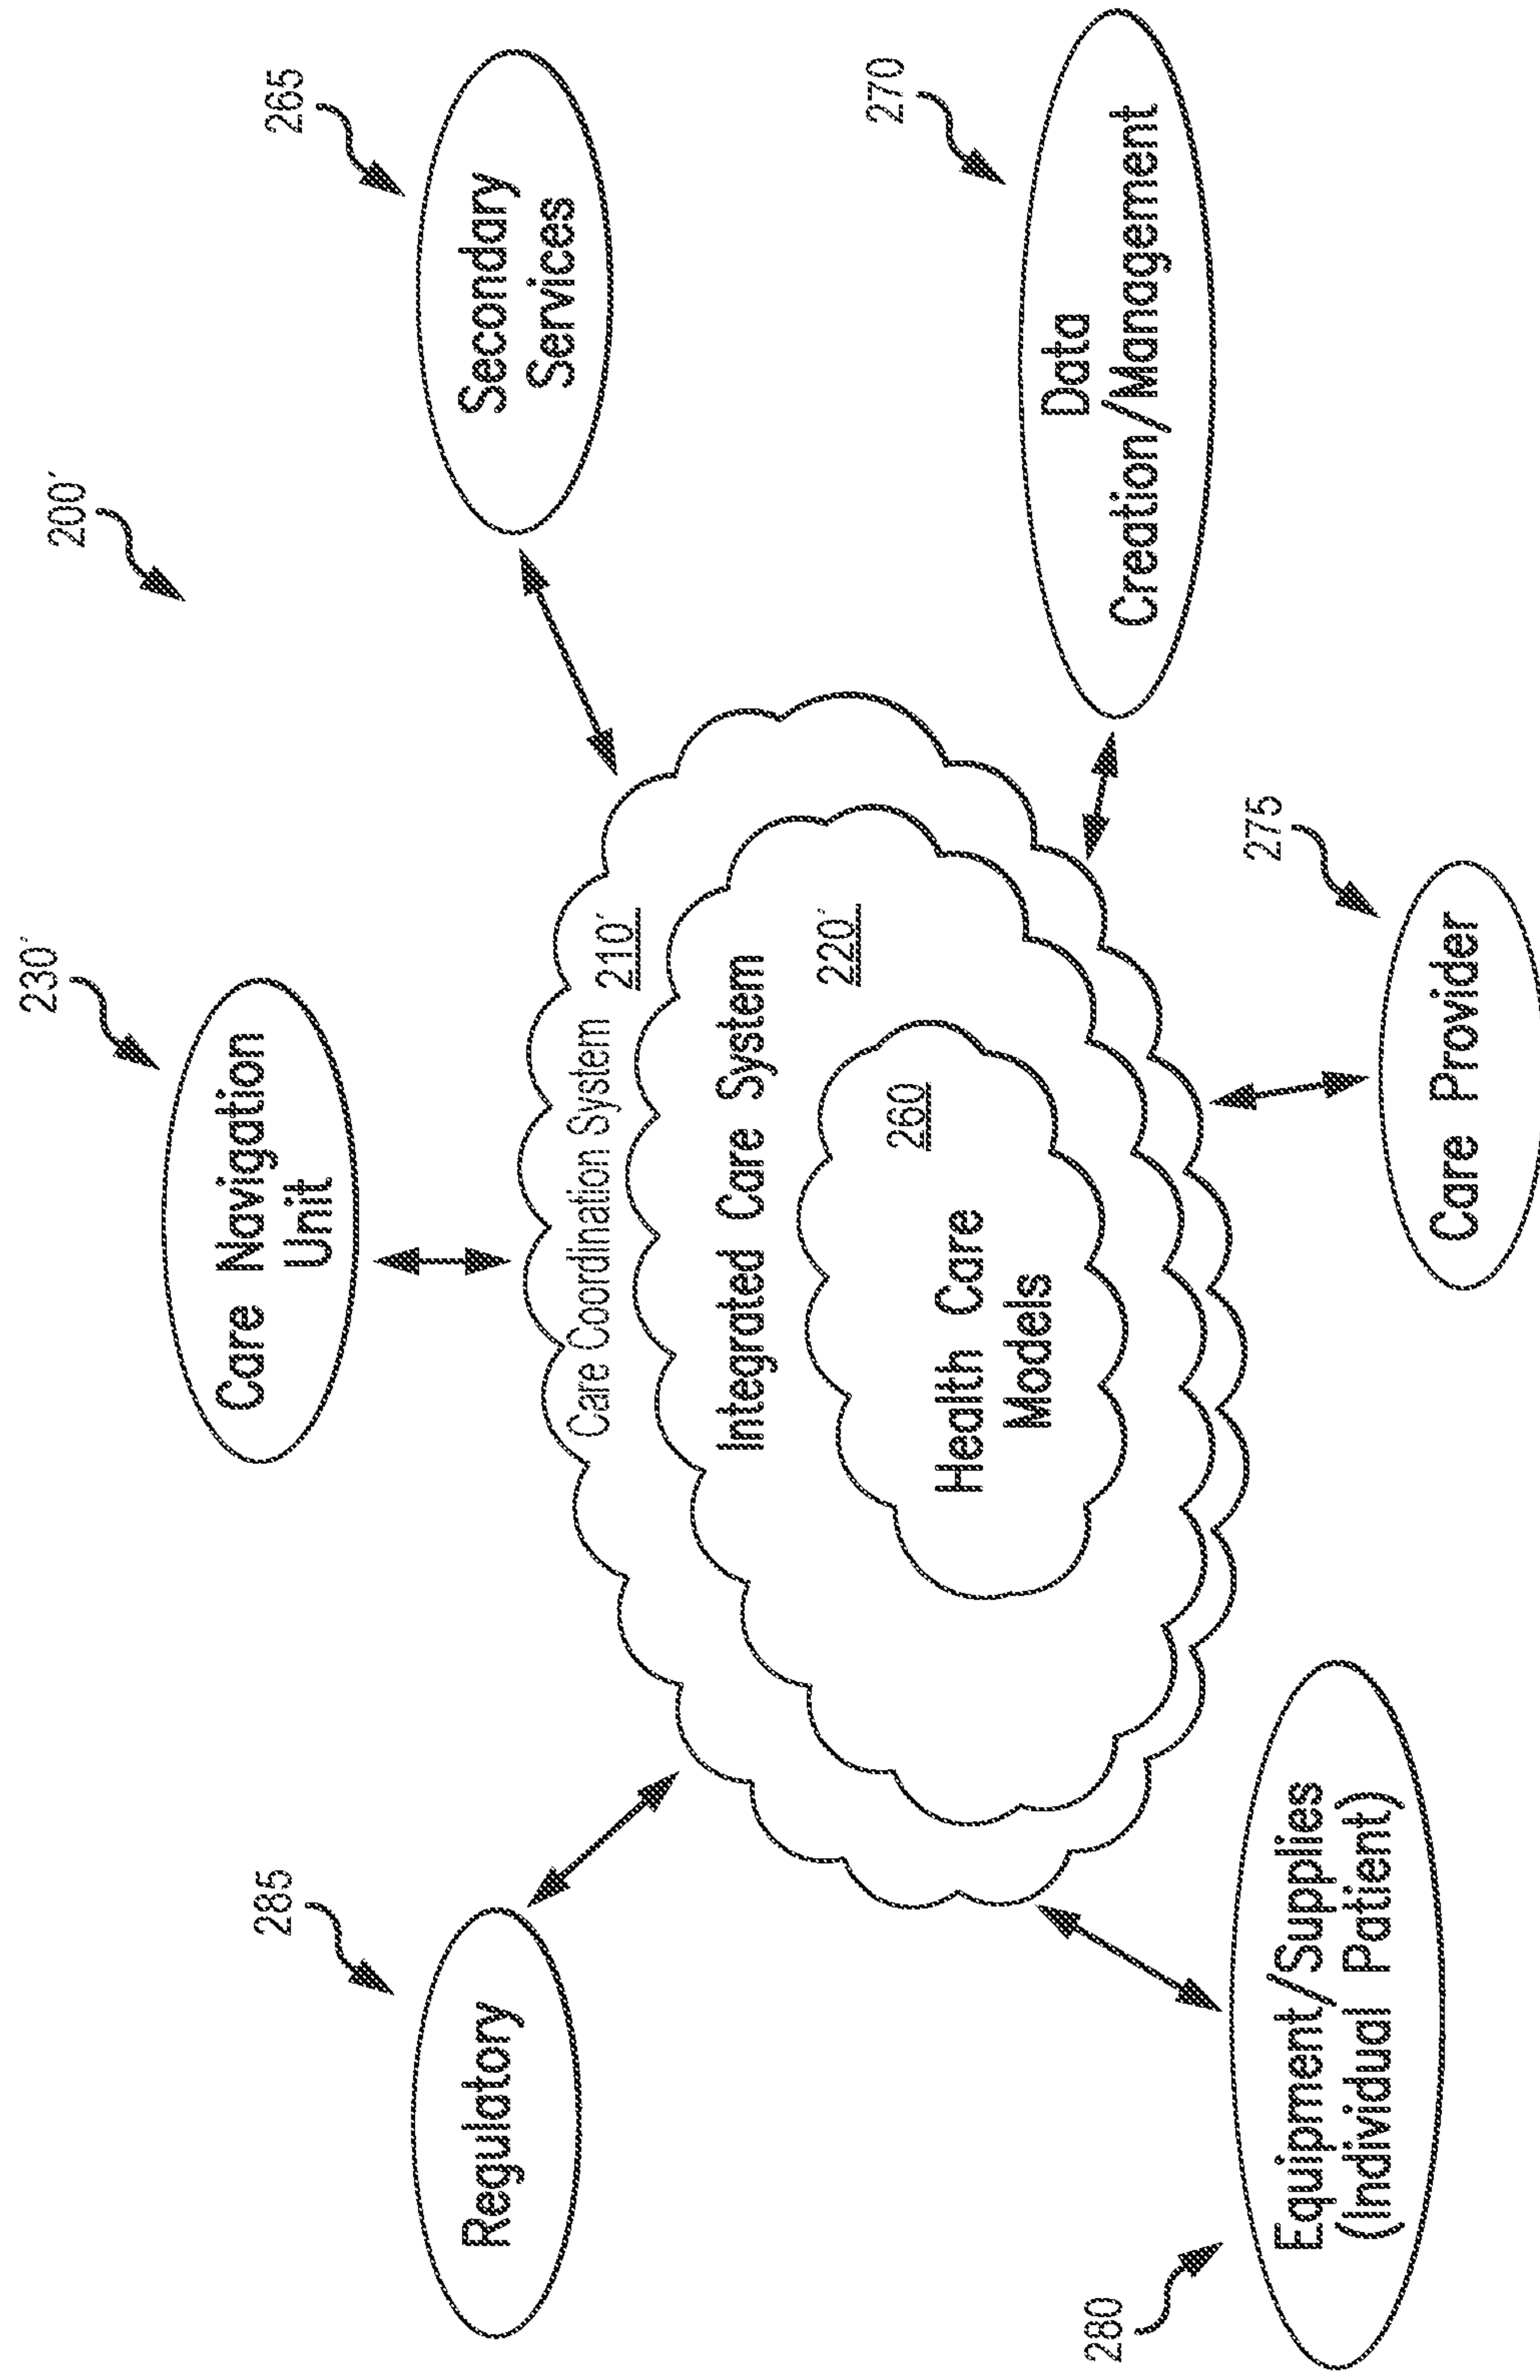 200´
230´
Care Navigation
Unit
285
Regulatory
265
Secondary
Services
Care Coordination System 210´
Integrated Care System
220´
260
Health Care
Models
270
Data
Creation/Management
280
Equipment/Supplies
(Individual Patient)
275
Care Provider